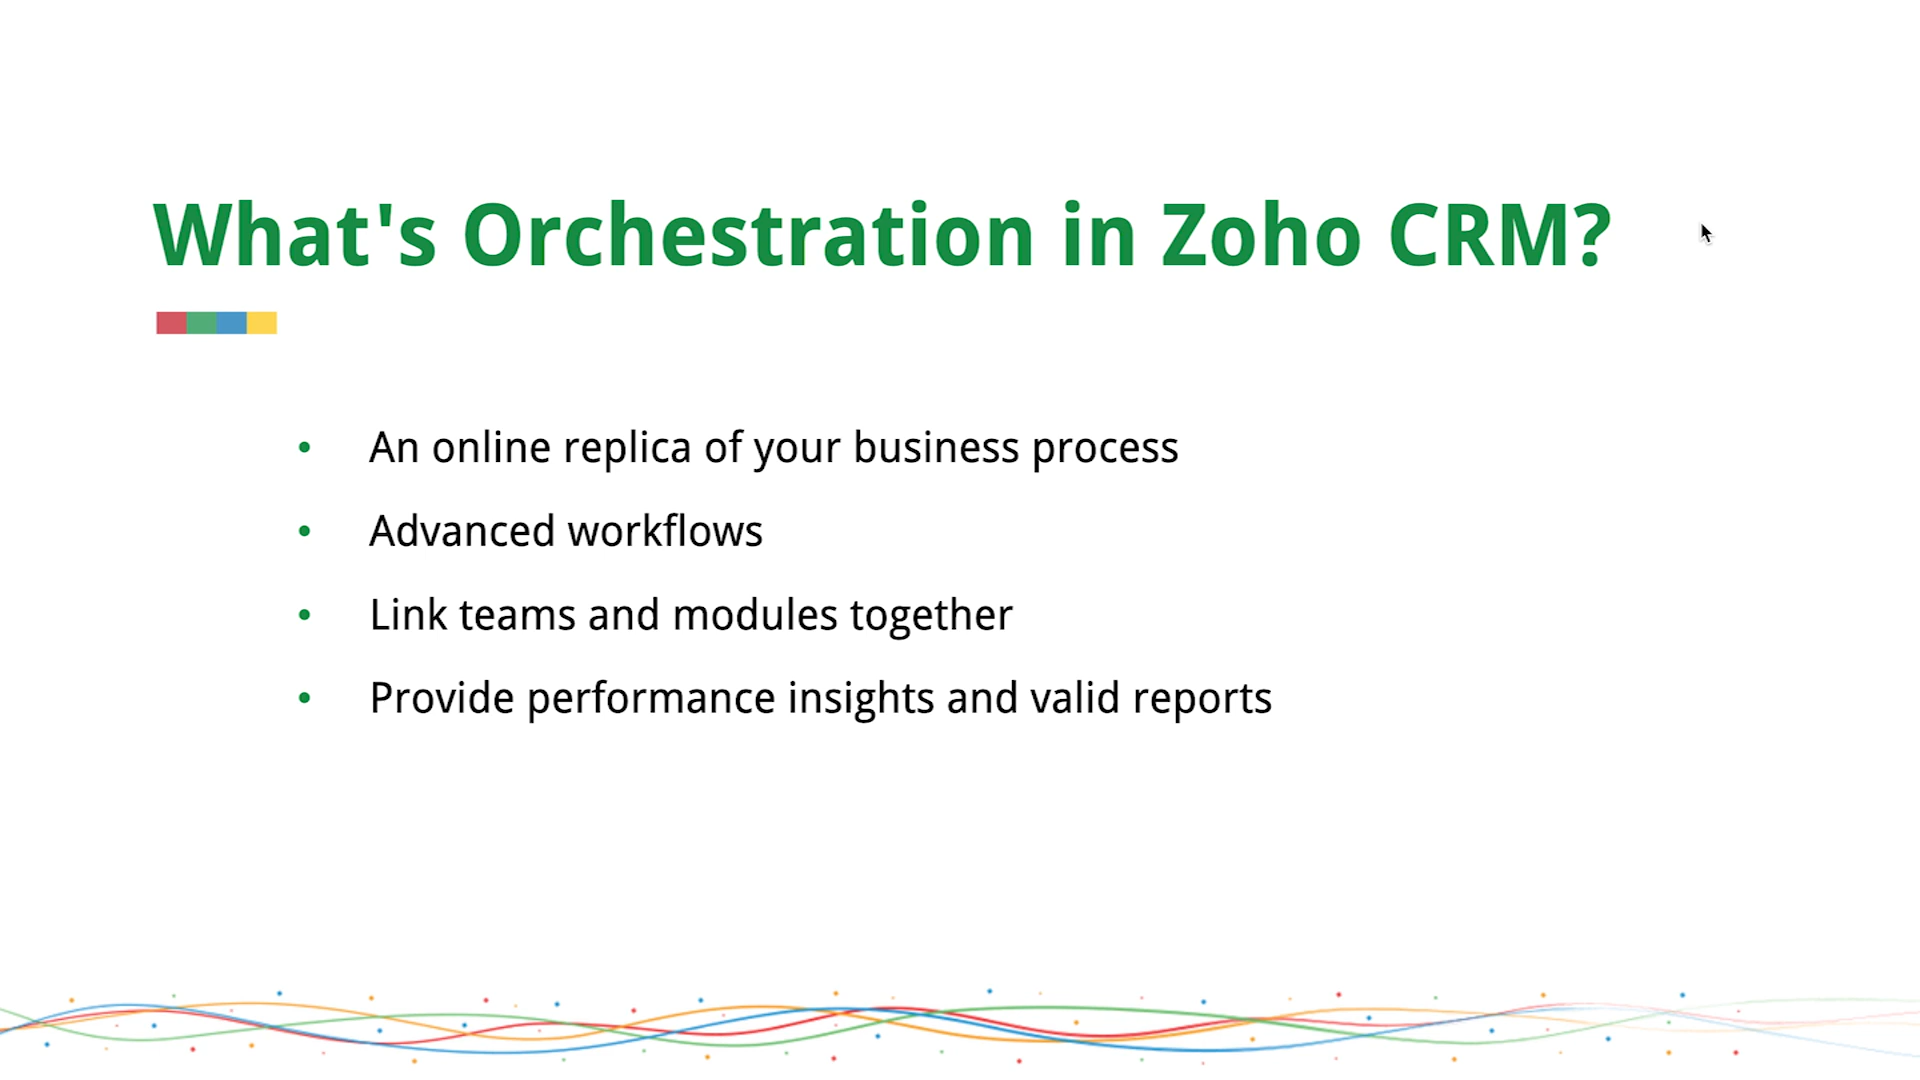 What's Orchestration in Zoho CRM?
• An online replica of your business process
• Advanced workflows
• Link teams and modules together
• Provide performance insights and valid reports